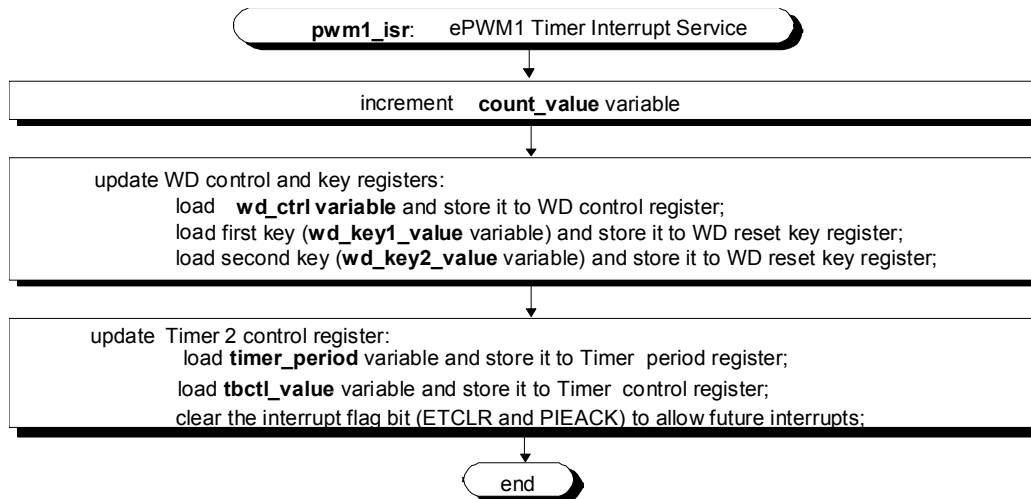 pwm1_isr: ePWM1 Timer Interrupt Service
increment count_value variable
update WD control and key registers:
load wd_ctrl variable and store it to WD control register;
load first key (wd_key1_value variable) and store it to WD reset key register;
load second key (wd_key2_value variable) and store it to WD reset key register;
update Timer 2 control register:
load timer_period variable and store it to Timer period register;
load tbctl_value variable and store it to Timer control register;
clear the interrupt flag bit (ETCLR and PIEACK) to allow future interrupts;
end